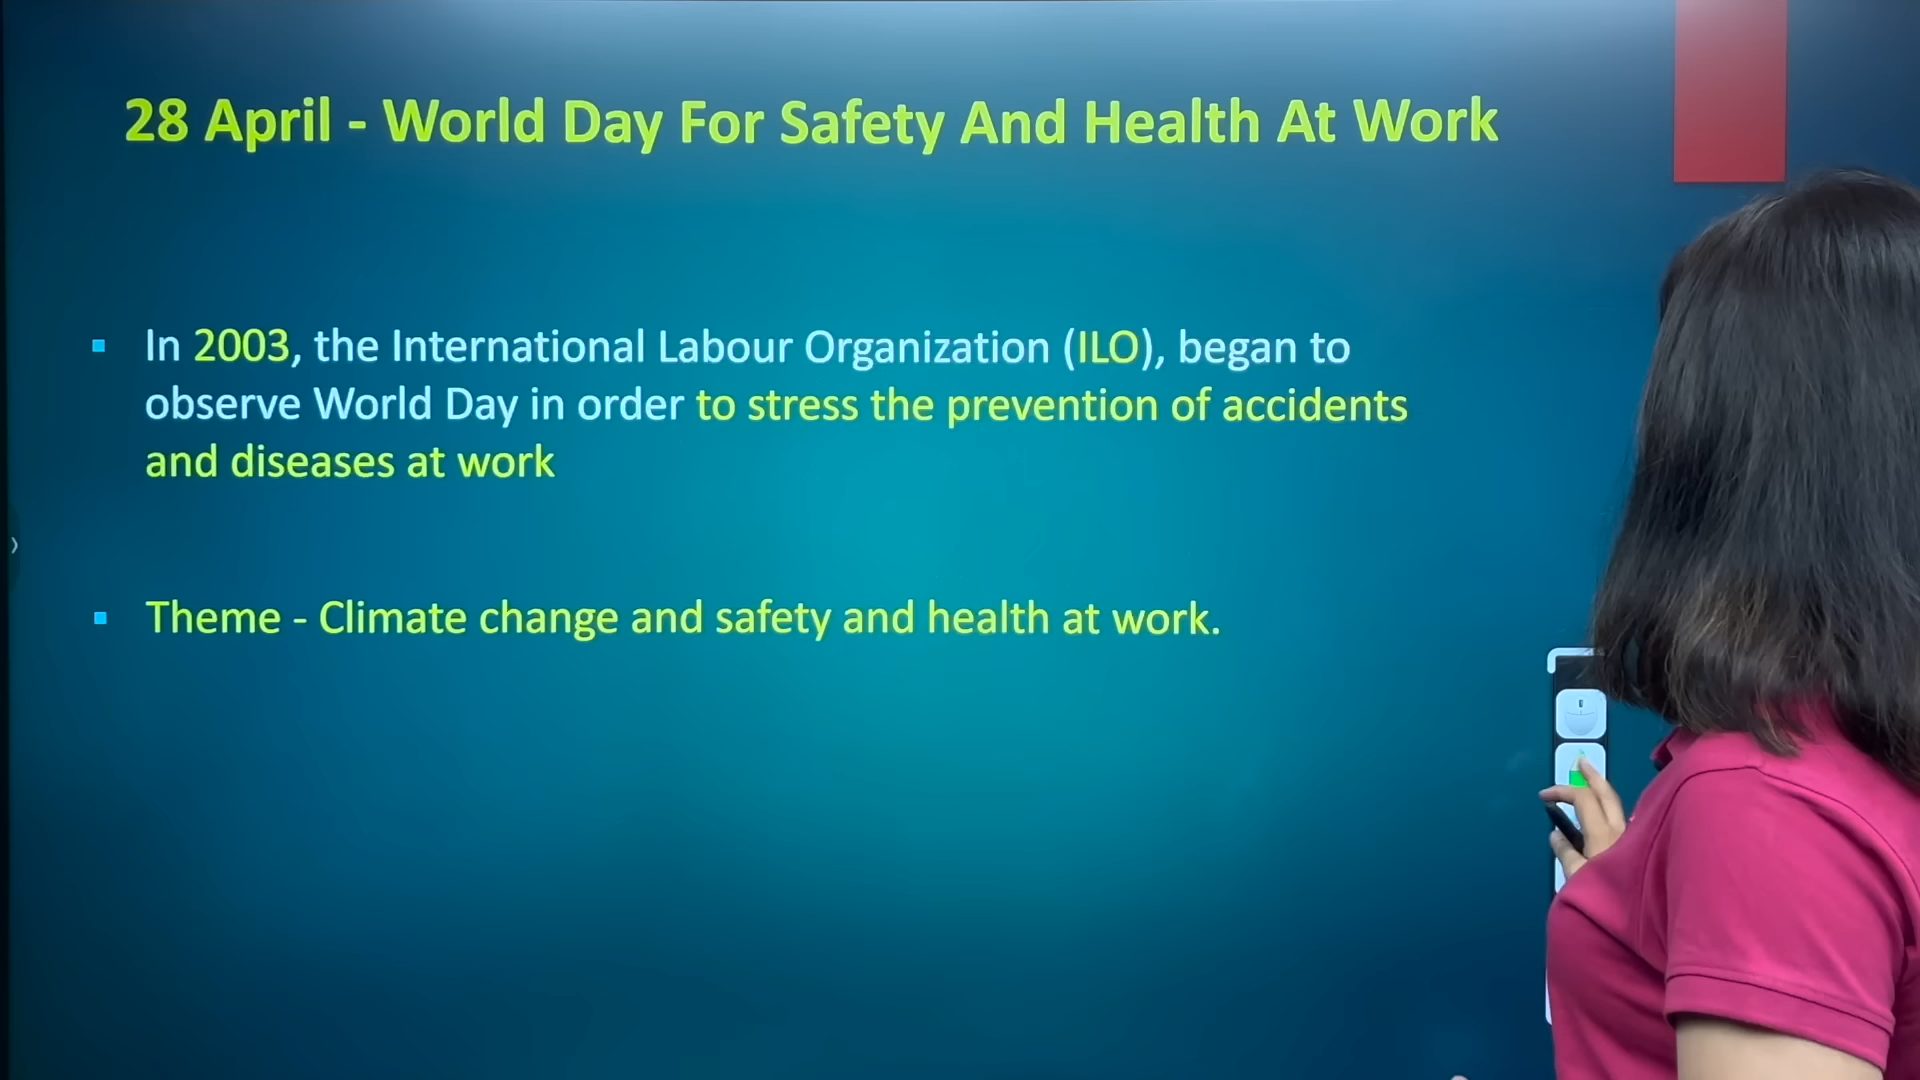 28 April - World Day For Safety And Health At Work
In 2003, the International Labour Organization (ILO), began to
observe World Day in order to stress the prevention of accidents
and diseases at work
Theme - Climate change and safety and health at work.